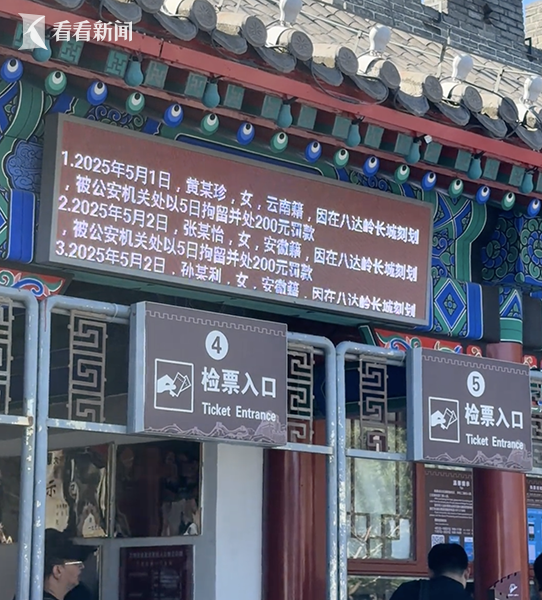 看看新闻
1.2025年5月1日，黄某珍，女，云南籍，因在八达岭长城刻划
，被公安机关处以5日拘留并处200元罚款
2.2025年5月2日，张某怡，女，安徽籍，因在八达岭长城刻划
，被公安机关处以5日拘留并处200元罚款
3.2025年5月2日，孙某利，女，安徽籍，因在八达岭长城刻划
4
检票入口
Ticket Entrance
5
检票入口
Ticket Entrance
看看新闻